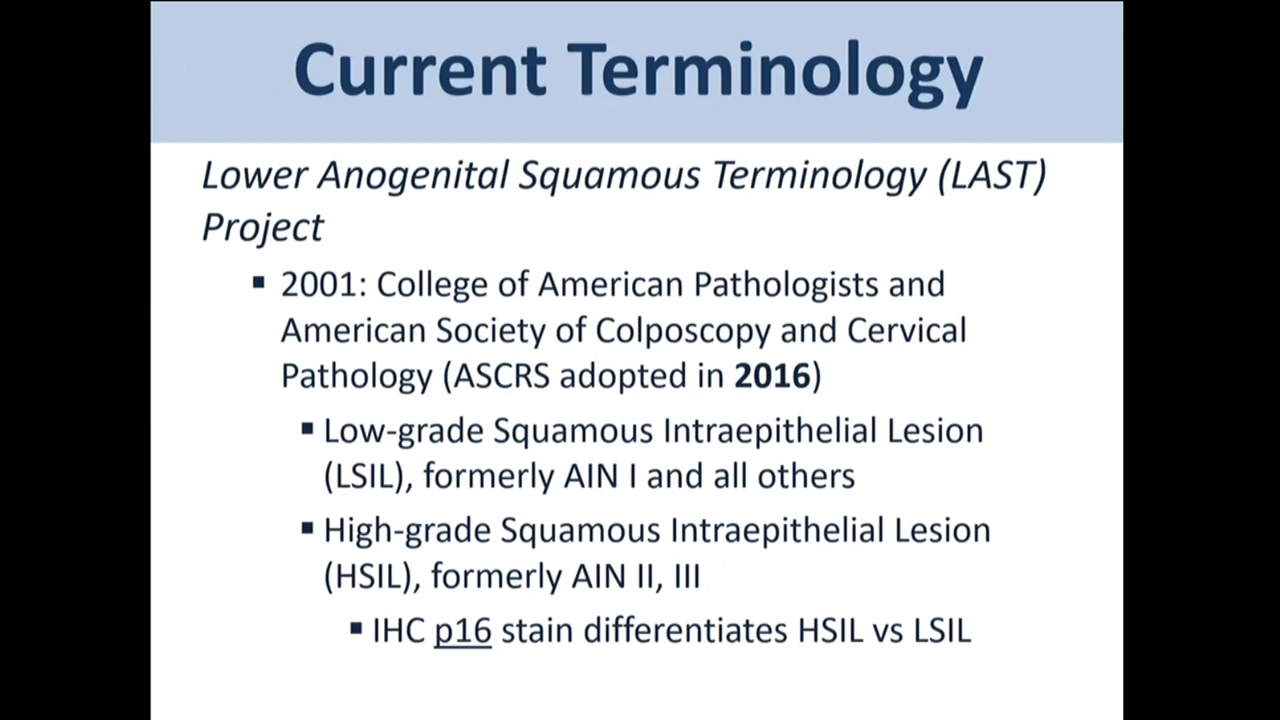 Current Terminology
Lower Anogenital Squamous Terminology (LAST)
Project
▪ 2001: College of American Pathologists and
American Society of Colposcopy and Cervical
Pathology (ASCRS adopted in 2016)
▪ Low-grade Squamous Intraepithelial Lesion
(LSIL), formerly AIN I and all others
▪ High-grade Squamous Intraepithelial Lesion
(HSIL), formerly AIN II, III
▪ IHC p16 stain differentiates HSIL vs LSIL